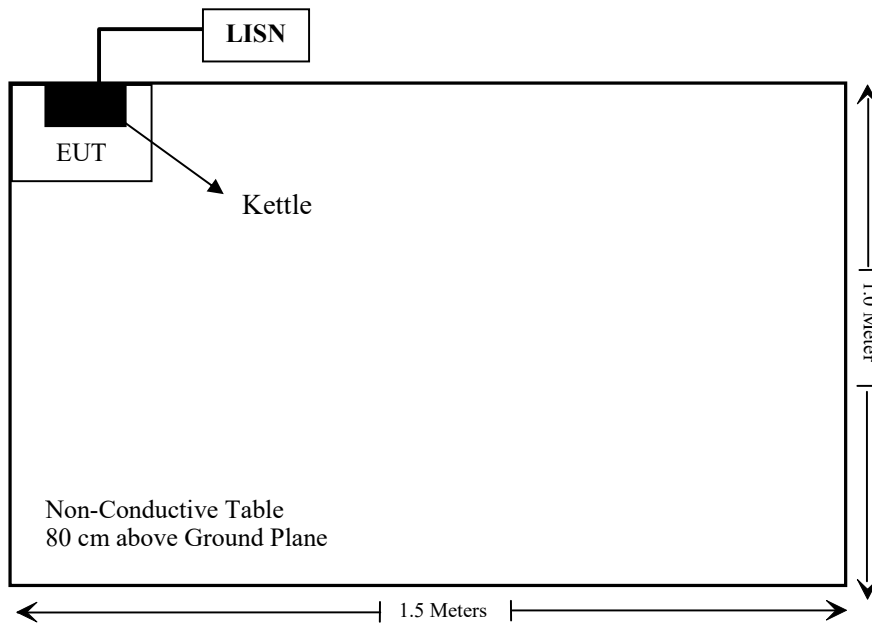 LISN
EUT
Kettle
1.0 Meter
Non-Conductive Table
80 cm above Ground Plane
1.5 Meters